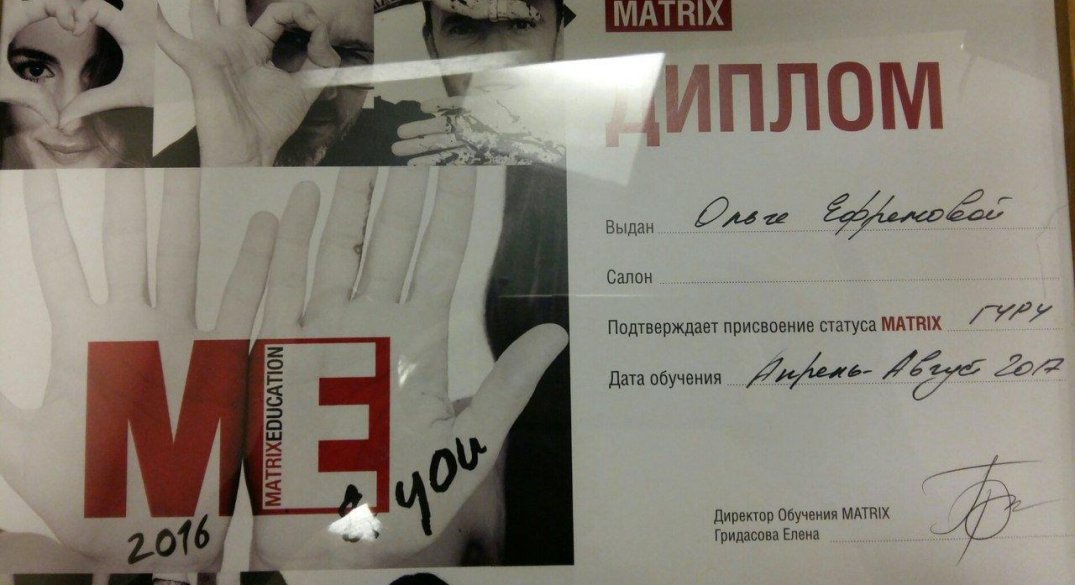 MATRIX
ДИПЛОМ
Выдан Ольге Ефремовой
Салон
Подтверждает присвоение статуса MATRIX ГУРУ
Дата обучения Апрель-Август 2017
Директор Обучения MATRIX
Гридасова Елена
ME
MATRIXEDUCATION
& you
2016